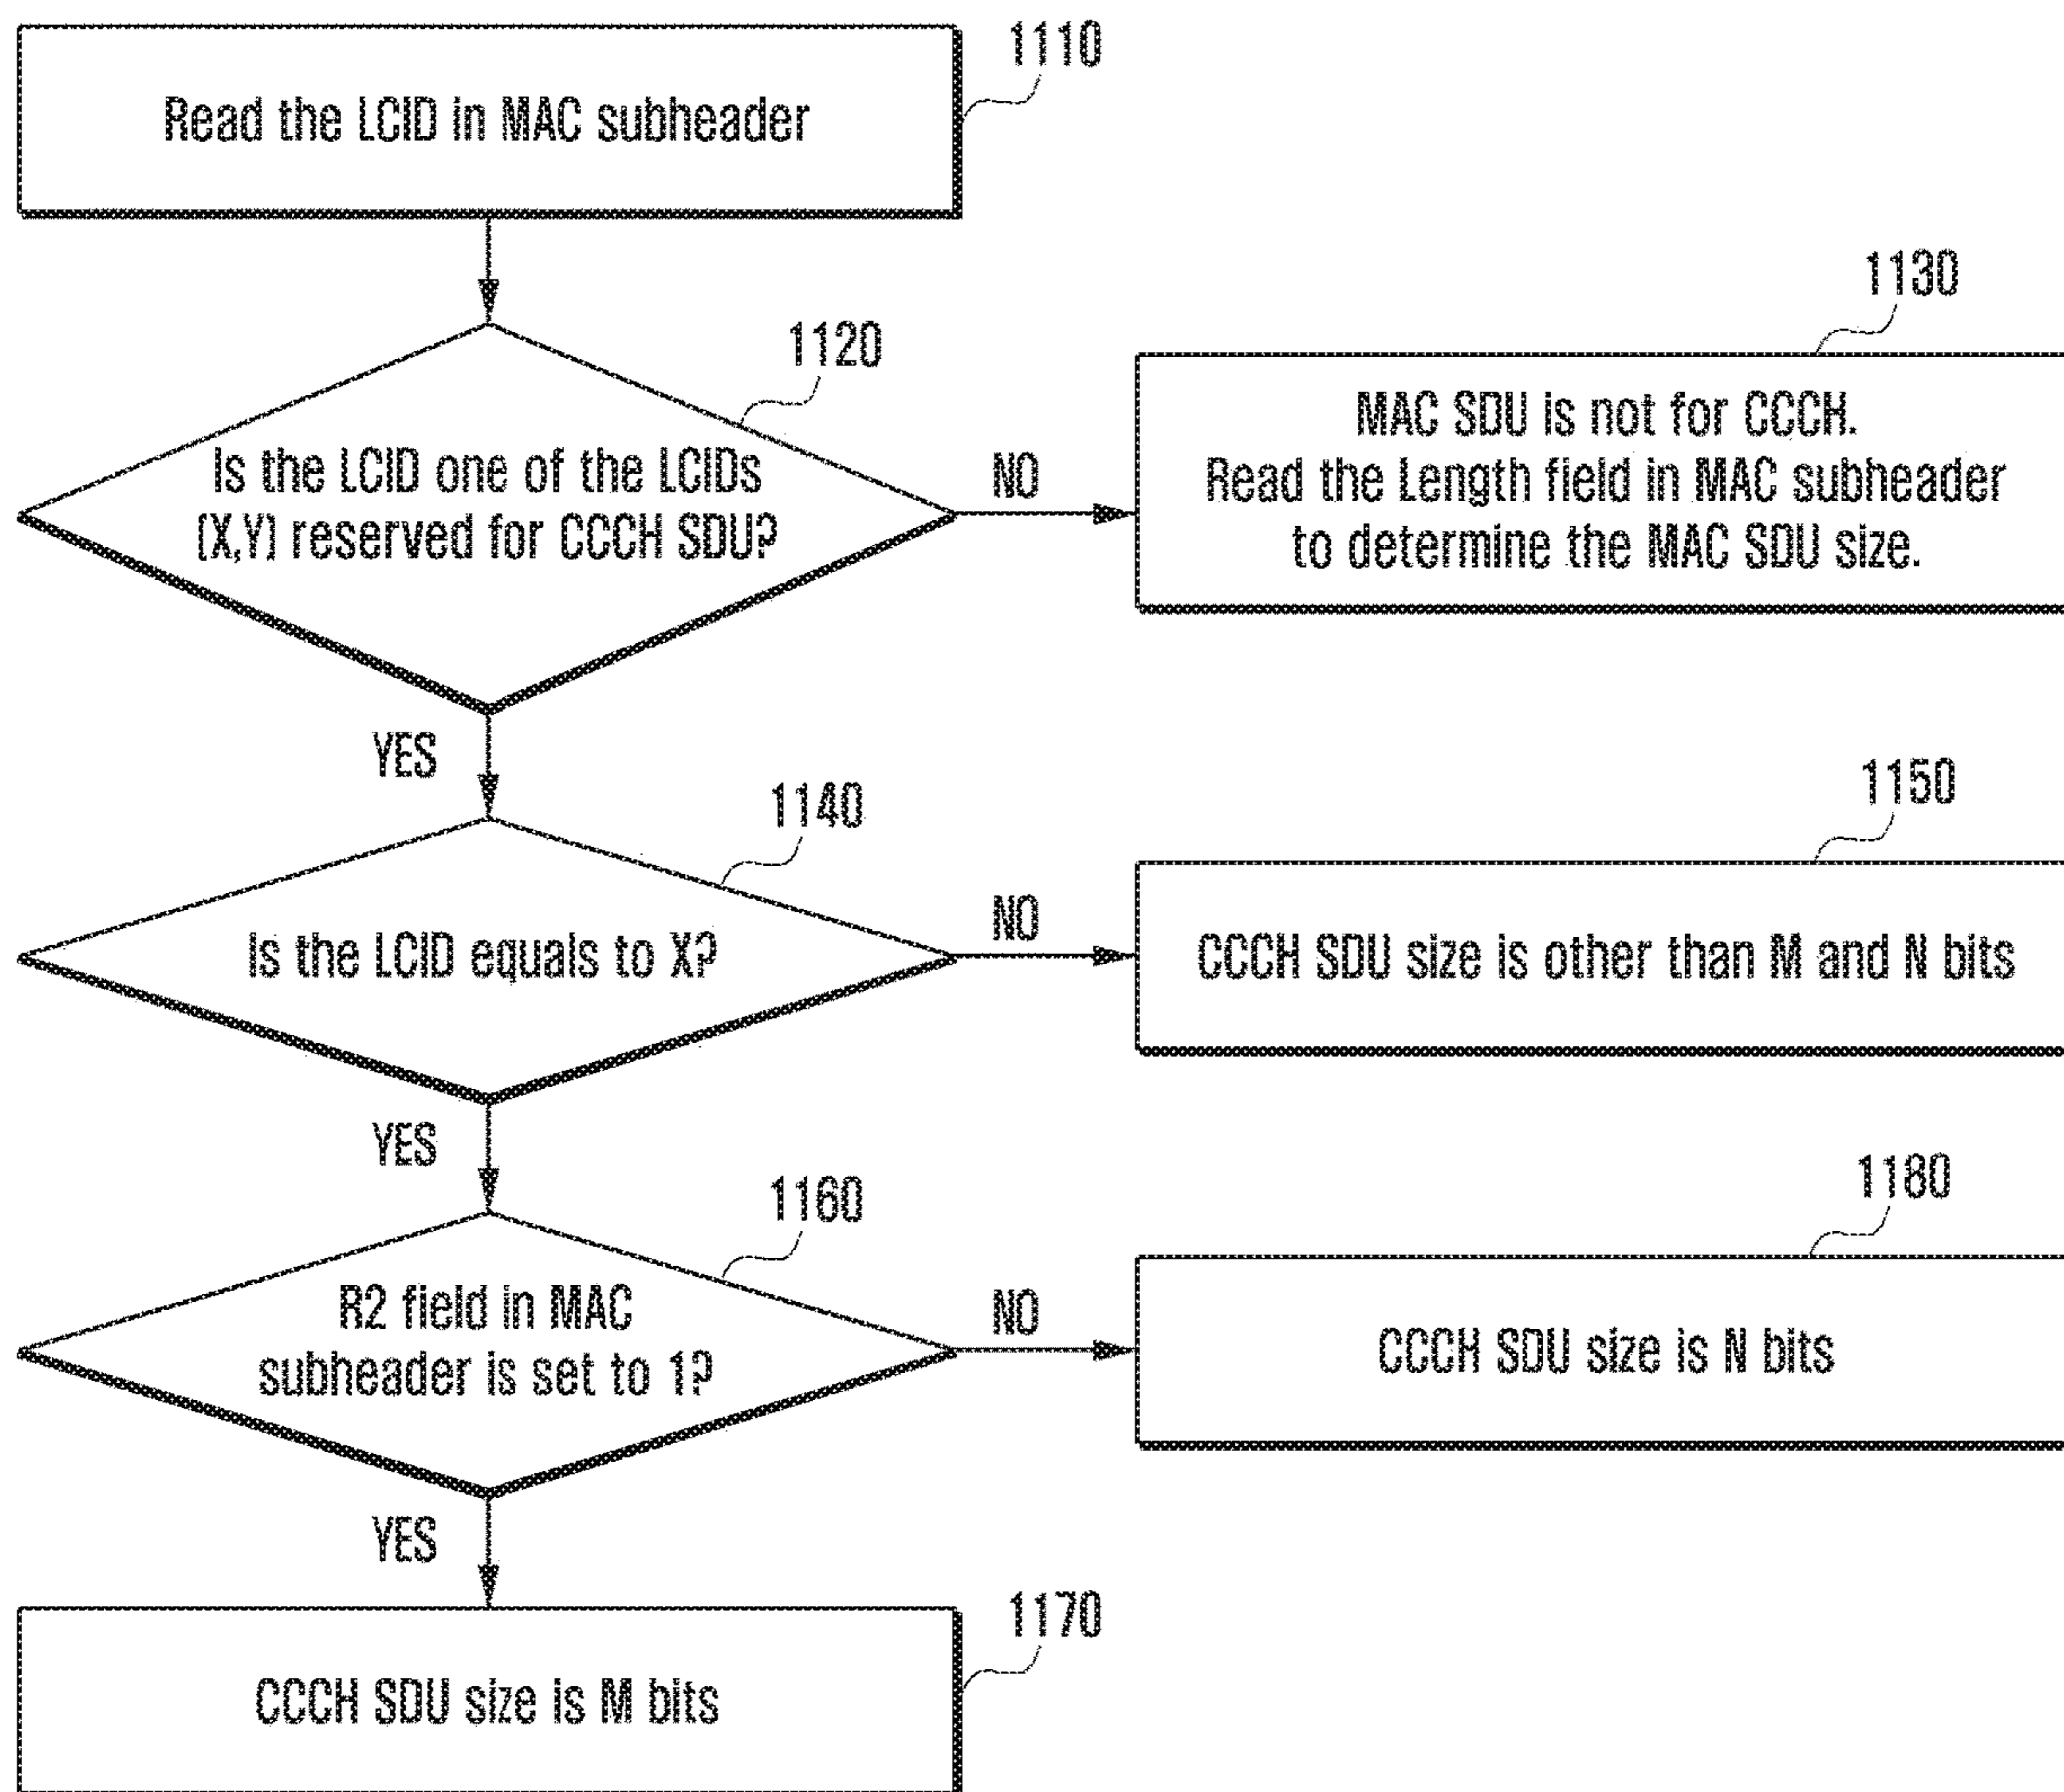 1110
Read the LCID in MAC subheader
1120
Is the LCID one of the LCIDs
(X,Y) reserved for CCCH SDU?
NO
1130
MAC SDU is not for CCCH.
Read the Length field in MAC subheader
to determine the MAC SDU size.
YES
1140
Is the LCID equals to X?
NO
1150
CCCH SDU size is other than M and N bits
YES
1160
R2 field in MAC
subheader is set to 1?
NO
1180
CCCH SDU size is N bits
YES
1170
CCCH SDU size is M bits